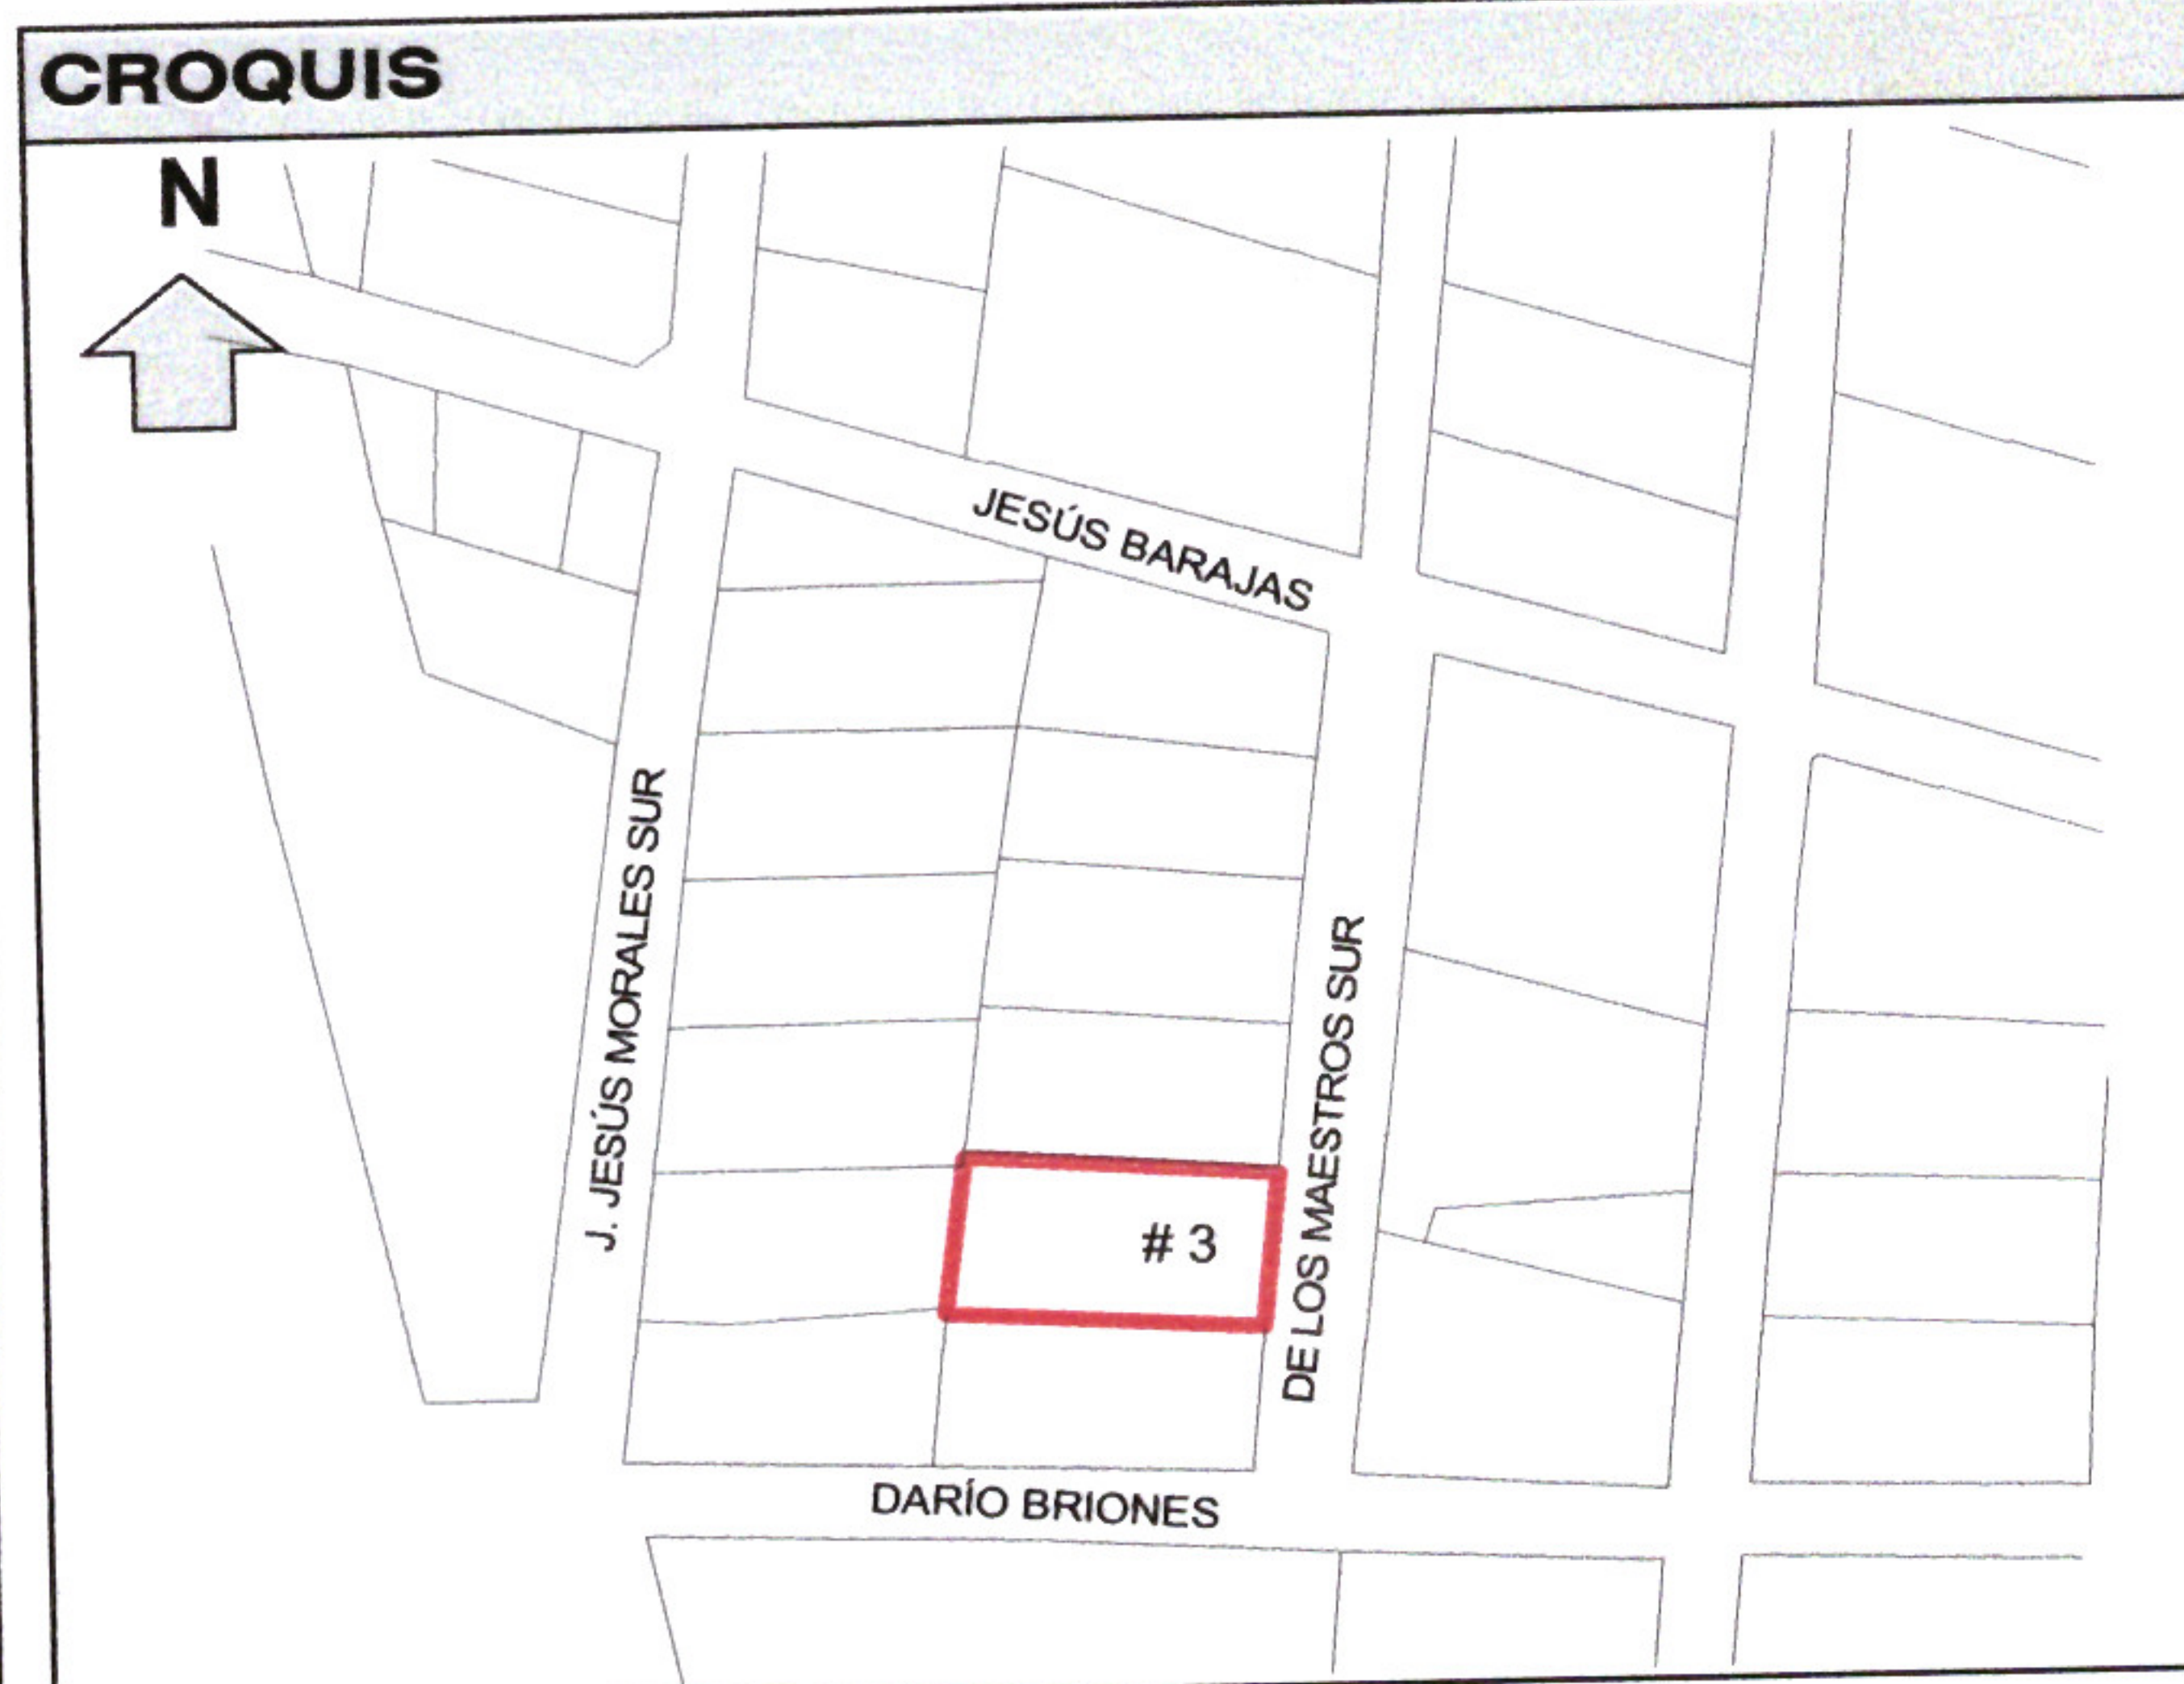 CROQUIS
N
JESÚS BARAJAS
J. JESÚS MORALES SUR
DE LOS MAESTROS SUR
# 3
DARÍO BRIONES